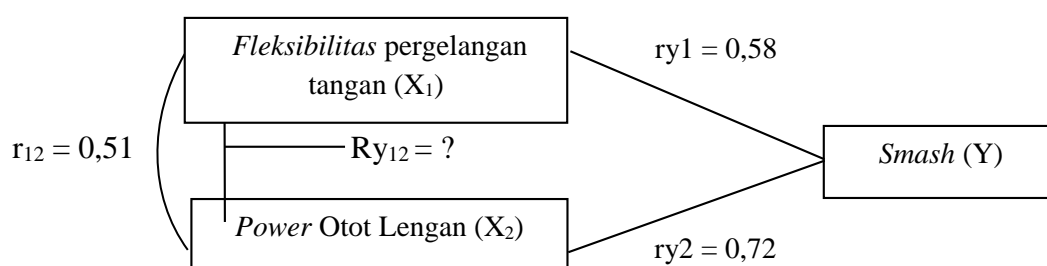 Fleksibilitas pergelangan
tangan (X₁)
ry1 = 0,58
r₁₂ = 0,51
Ry₁₂ = ?
Smash (Y)
Power Otot Lengan (X₂)
ry2 = 0,72